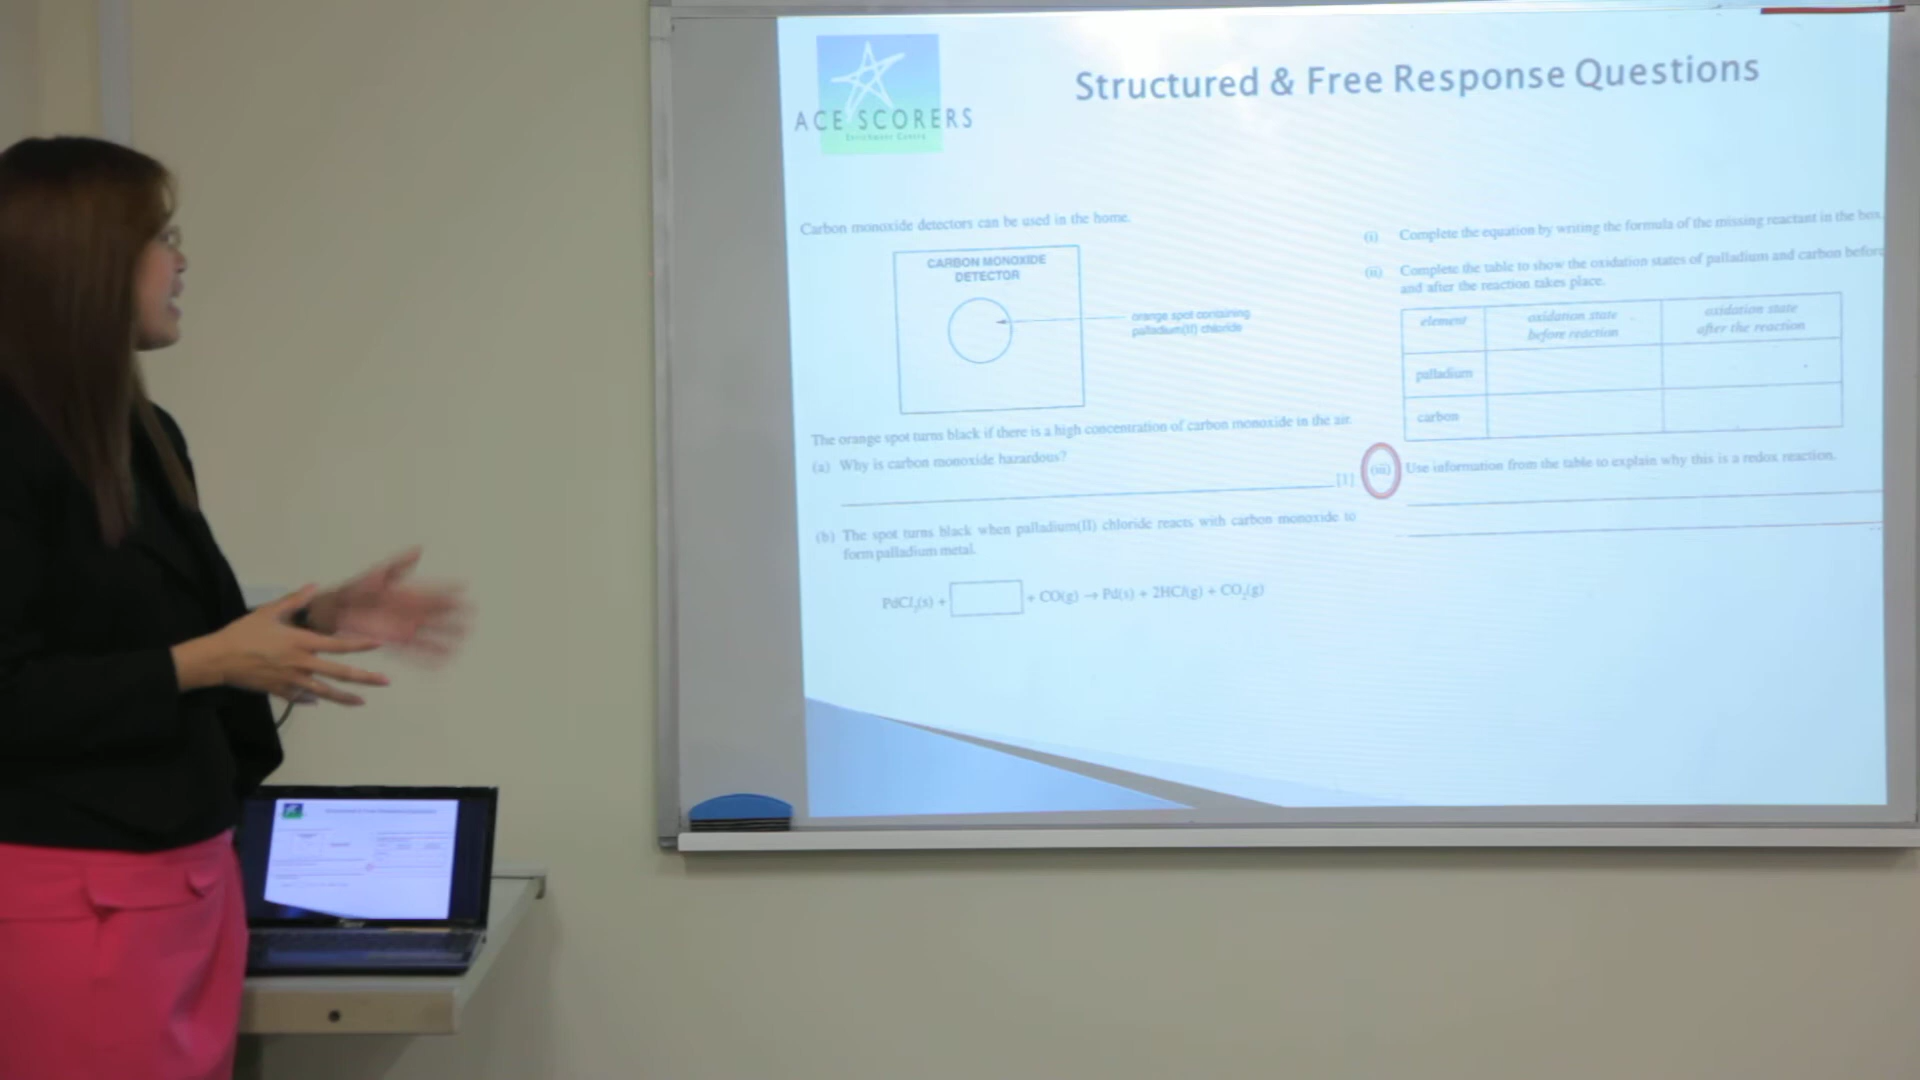 ACE SCORERS
Enrichment Centre
Structured & Free Response Questions
Carbon monoxide detectors can be used in the home.
CARBON MONOXIDE
DETECTOR
orange spot containing
palladium(II) chloride
The orange spot turns black if there is a high concentration of carbon monoxide in the air.
(a) Why is carbon monoxide hazardous?
[1]
(b) The spot turns black when palladium(II) chloride reacts with carbon monoxide to
form palladium metal.
PdCl₂(s) + + CO(g) → Pd(s) + 2HCl(g) + CO₂(g)
(i) Complete the equation by writing the formula of the missing reactant in the box.
(ii) Complete the table to show the oxidation states of palladium and carbon before
and after the reaction takes place.
element
oxidation state
before reaction
oxidation state
after the reaction
palladium
carbon
(iii) Use information from the table to explain why this is a redox reaction.